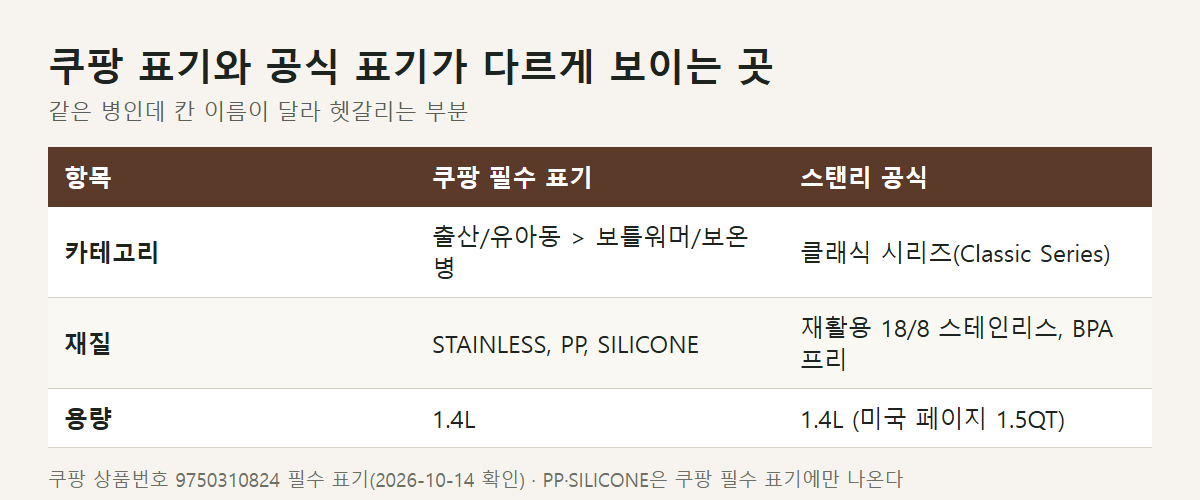 쿠팡 표기와 공식 표기가 다르게 보이는 곳
같은 병인데 칸 이름이 달라 헷갈리는 부분
항목 쿠팡 필수 표기 스탠리 공식
카테고리 출산/유아동 > 보틀워머/보온병 클래식 시리즈(Classic Series)
재질 STAINLESS, PP, SILICONE 재활용 18/8 스테인리스, BPA 프리
용량 1.4L 1.4L (미국 페이지 1.5QT)
쿠팡 상품번호 9750310824 필수 표기(2026-10-14 확인) · PP·SILICONE은 쿠팡 필수 표기에만 나온다